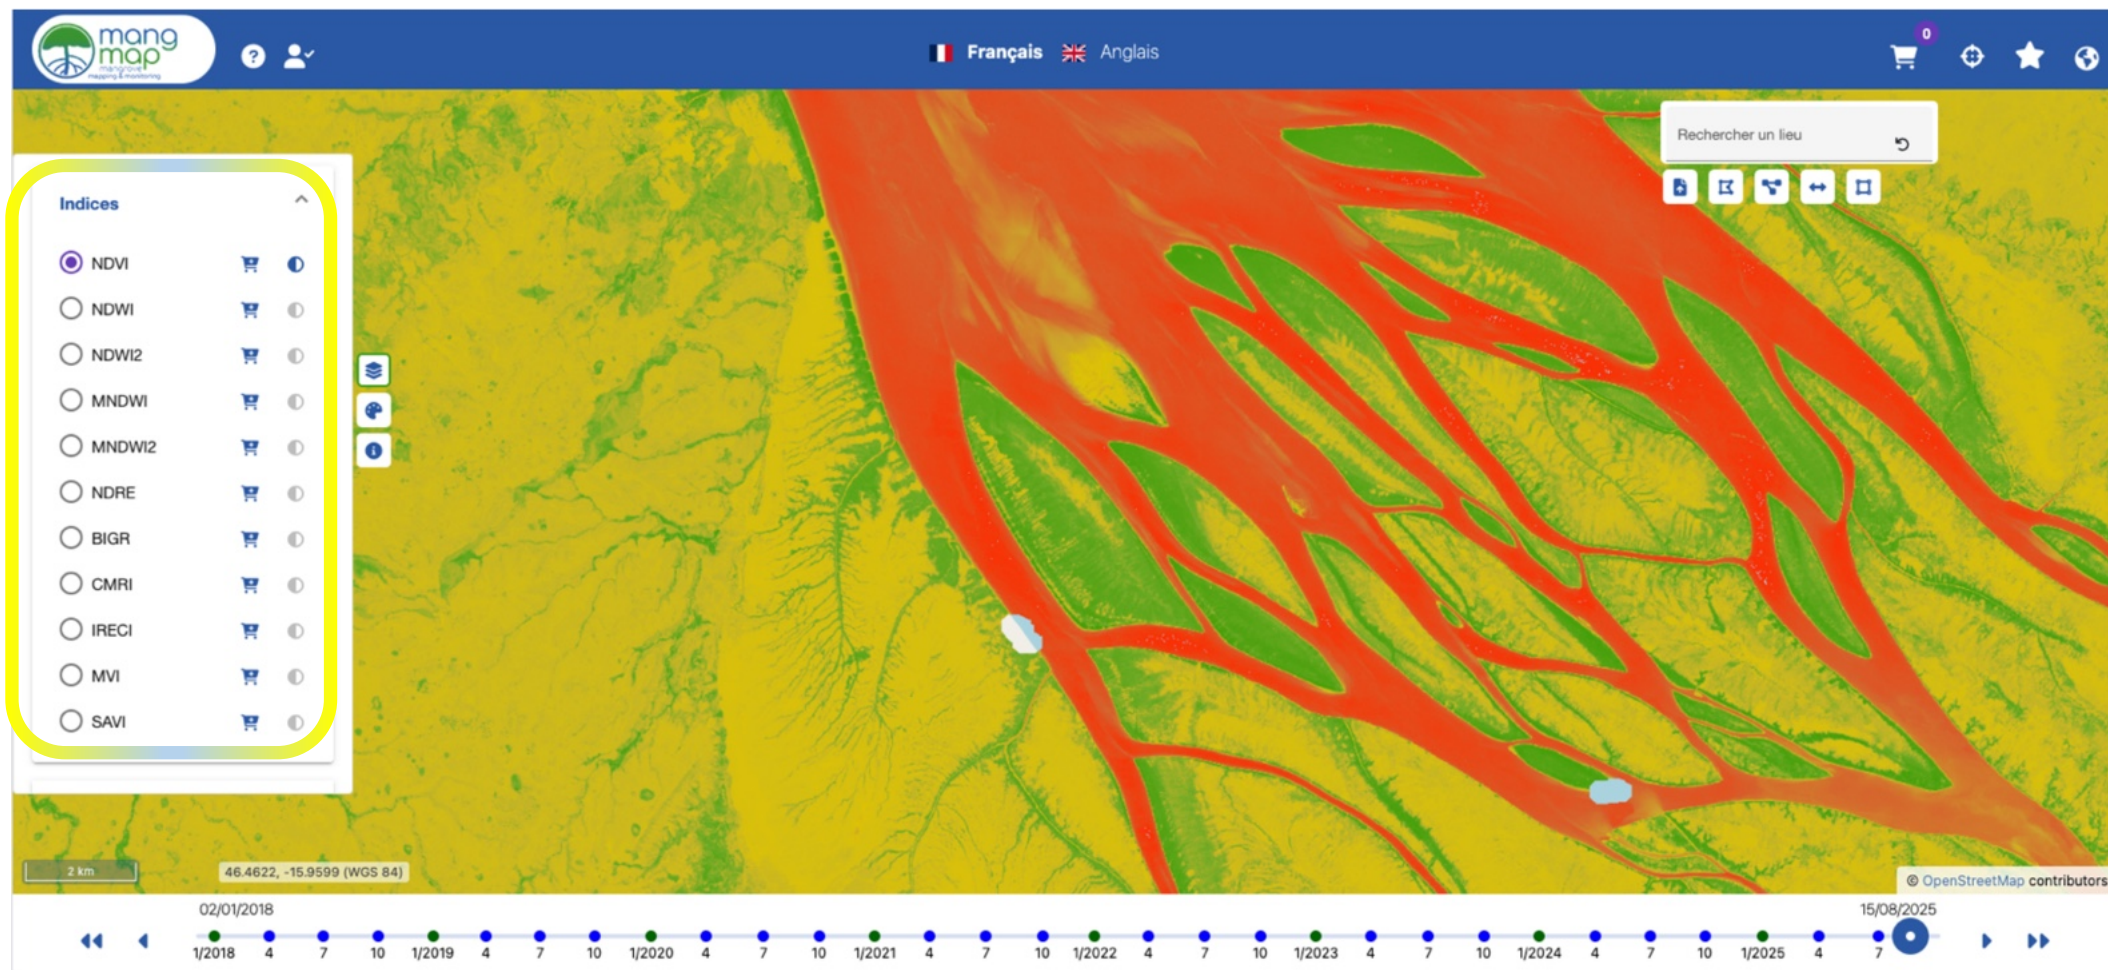 mang
map
mangrove
mapping & monitoring
?
Français
Anglais
0
Rechercher un lieu
Indices
NDVI
NDWI
NDWI2
MNDWI
MNDWI2
NDRE
BIGR
CMRI
IRECI
MVI
SAVI
2 km
46.4622, -15.9599 (WGS 84)
© OpenStreetMap contributors
02/01/2018
15/08/2025
1/2018 4 7 10 1/2019 4 7 10 1/2020 4 7 10 1/2021 4 7 10 1/2022 4 7 10 1/2023 4 7 10 1/2024 4 7 10 1/2025 4 7